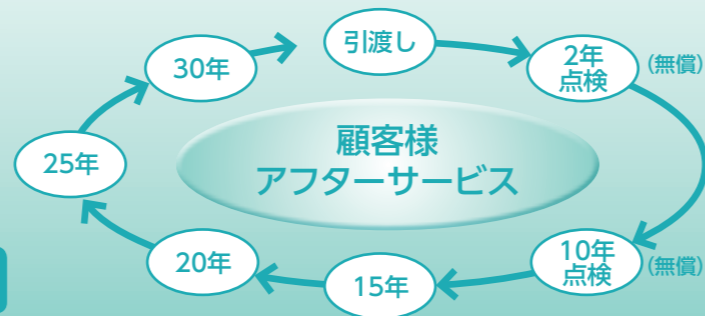 顧客様
アフターサービス
引渡し
2年
点検
(無償)
10年
点検
(無償)
15年
20年
25年
30年